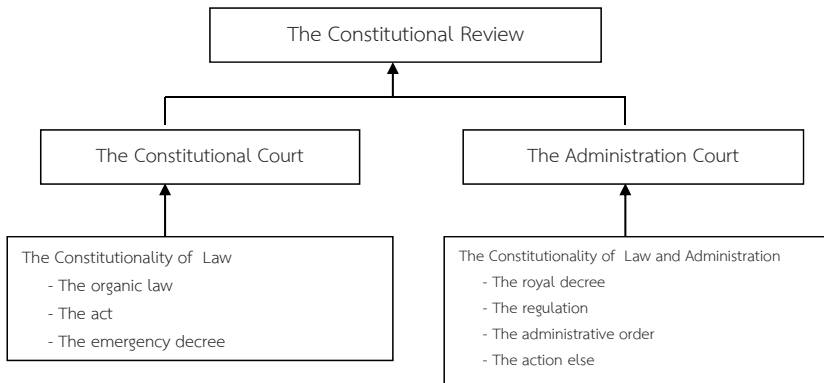 The Constitutional Review
The Constitutional Court
The Administration Court
The Constitutionality of Law
- The organic law
- The act
- The emergency decree
The Constitutionality of Law and Administration
- The royal decree
- The regulation
- The administrative order
- The action else